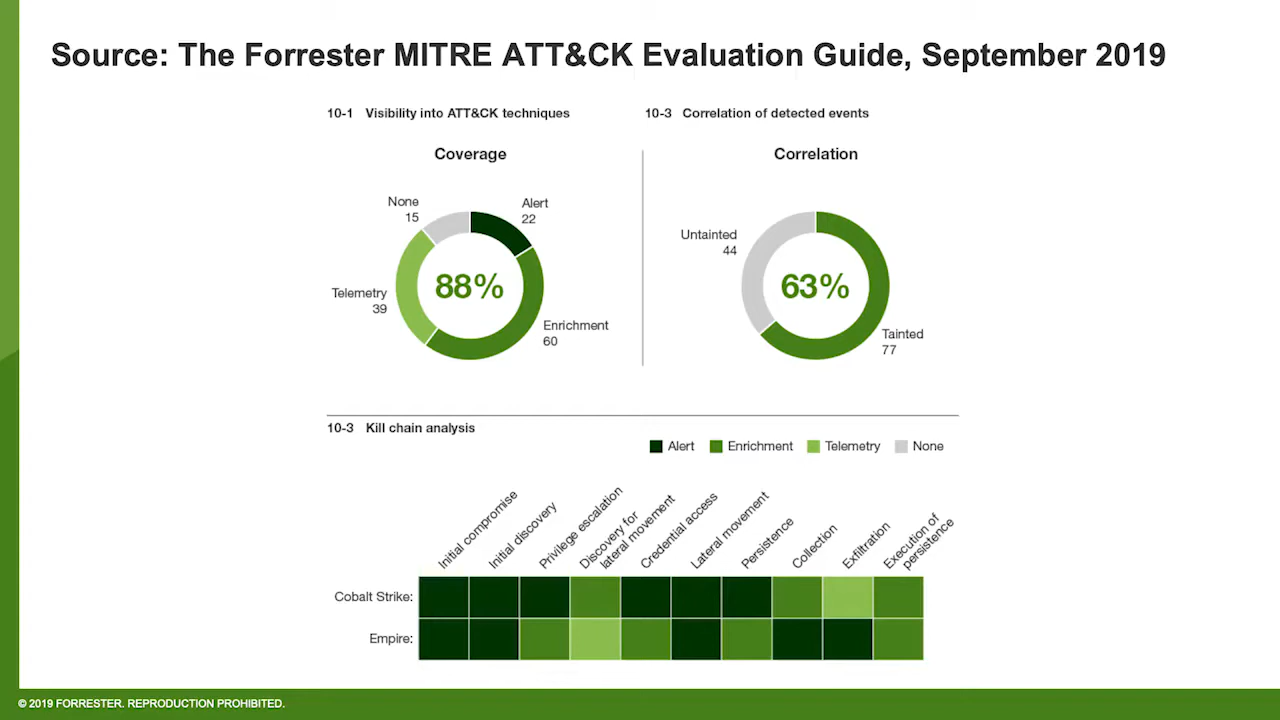 Source: The Forrester MITRE ATT&CK Evaluation Guide, September 2019
10-1 Visibility into ATT&CK techniques
Coverage
None
15
Alert
22
88%
Telemetry
39
Enrichment
60
10-3 Correlation of detected events
Correlation
Untainted
44
63%
Tainted
77
10-3 Kill chain analysis
Alert
Enrichment
Telemetry
None
Initial compromise
Initial discovery
Privilege escalation
Discovery for
lateral movement
Credential access
Lateral movement
Persistence
Collection
Exfiltration
Execution of
persistence
Cobalt Strike:
Empire:
© 2019 FORRESTER. REPRODUCTION PROHIBITED.